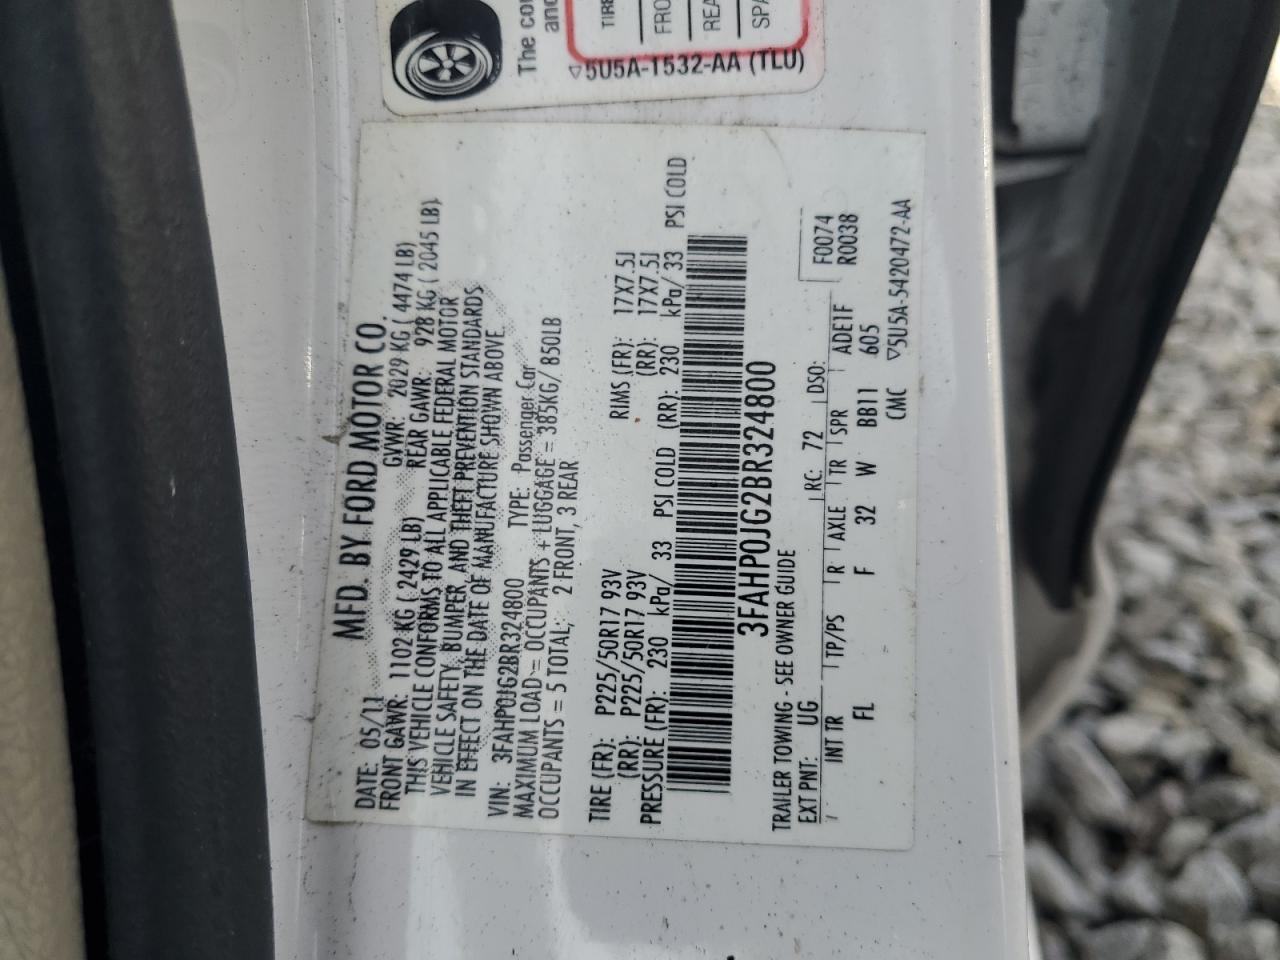 The co
and
TIRE
FRO
REA
SPA
▽5U5A-1532-AA (TLU)
MFD. BY FORD MOTOR CO.
DATE: 05/11 GVWR: 2029 KG ( 4474 LB)
FRONT GAWR: 1102 KG ( 2429 LB) REAR GAWR: 928 KG ( 2045 LB)
THIS VEHICLE CONFORMS TO ALL APPLICABLE FEDERAL MOTOR
VEHICLE SAFETY, BUMPER, AND THEFT PREVENTION STANDARDS
IN EFFECT ON THE DATE OF MANUFACTURE SHOWN ABOVE.
VIN: 3FAHP0JG2BR324800 TYPE: Passenger Car
MAXIMUM LOAD = OCCUPANTS + LUGGAGE = 385KG/ 850LB
OCCUPANTS = 5 TOTAL; 2 FRONT, 3 REAR
TIRE (FR): P225/50R17 93V RIMS (FR): 17X7.5J
(RR): P225/50R17 93V (RR): 17X7.5J
PRESSURE (FR): 230 kPa/ 33 PSI COLD (RR): 230 kPa/ 33 PSI COLD
3FAHP0JG2BR324800
TRAILER TOWING - SEE OWNER GUIDE
EXT PNT: UG RC: 72 DSO: F0074
INT TR TP/PS R AXLE TR SPR ADE1F R0038
FL F 32 W BB11 605
CMC ▽5U5A-5420472-AA